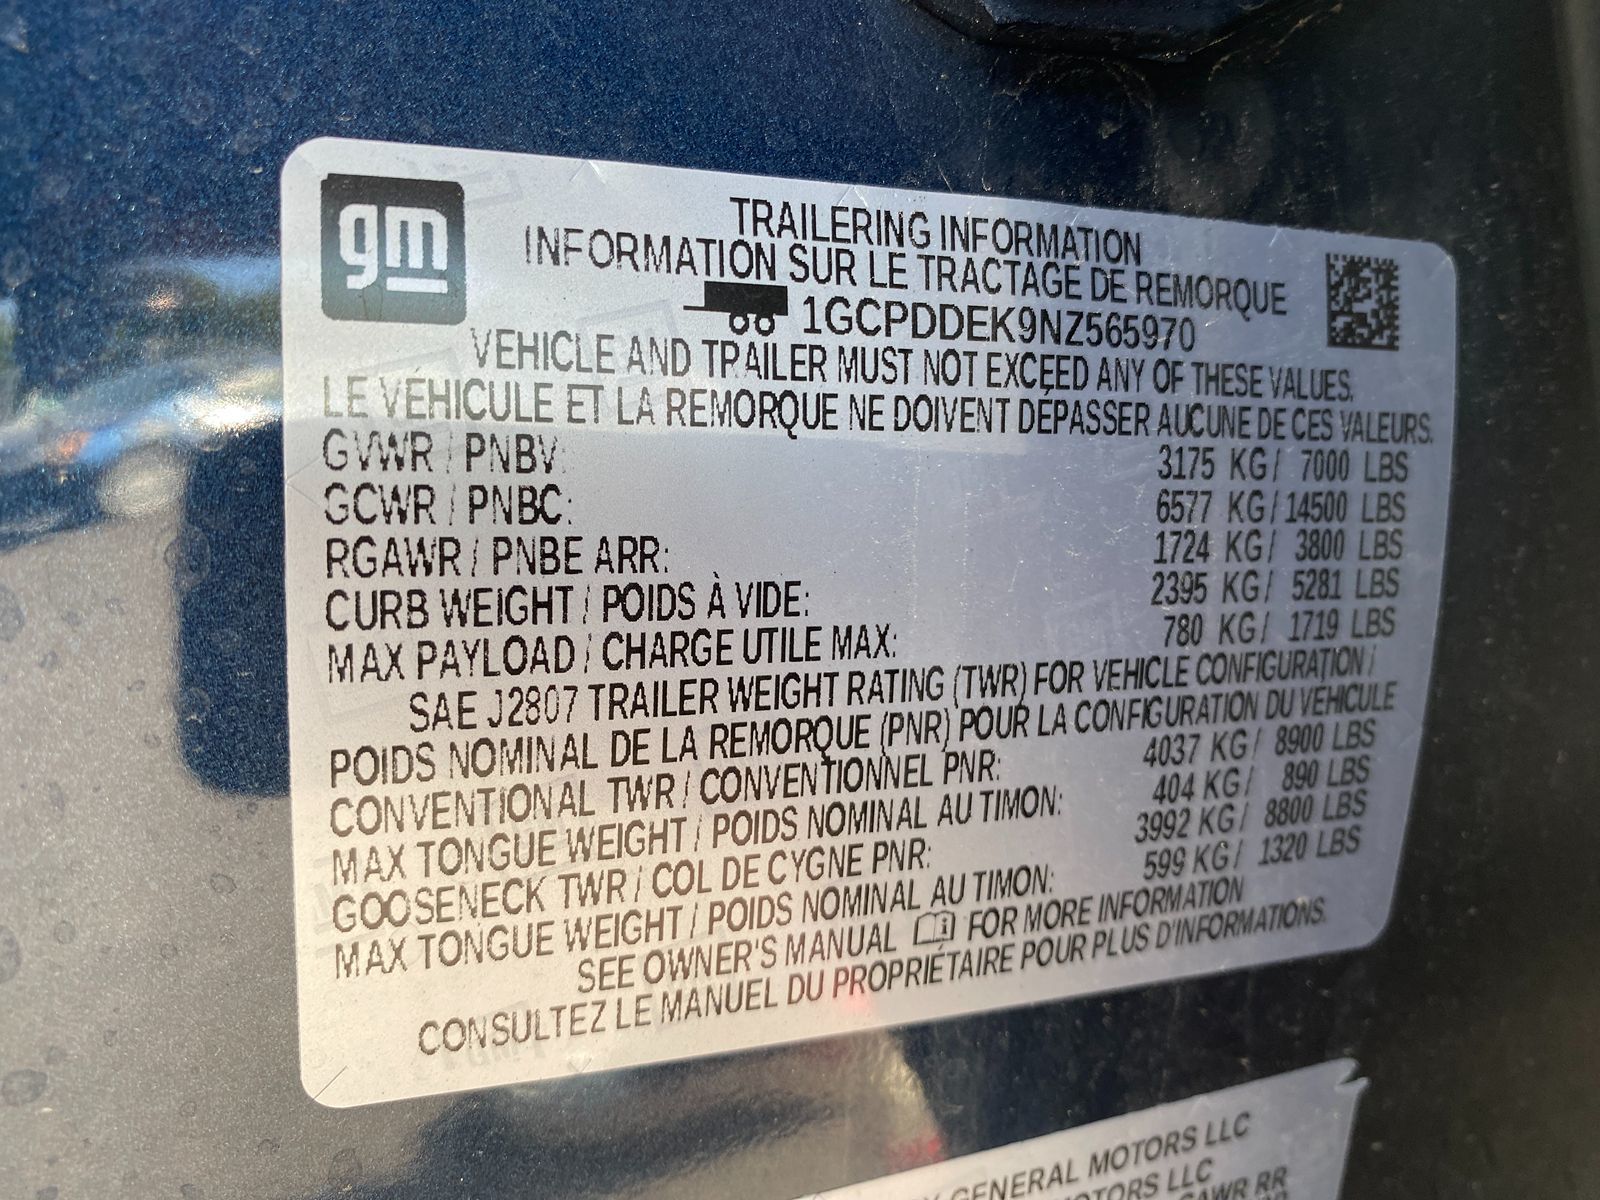 gm
TRAILERING INFORMATION
INFORMATION SUR LE TRACTAGE DE REMORQUE
1GCPDDEK9NZ565970
VEHICLE AND TRAILER MUST NOT EXCEED ANY OF THESE VALUES.
LE VÉHICULE ET LA REMORQUE NE DOIVENT DÉPASSER AUCUNE DE CES VALEURS.
GVWR / PNBV: 3175 KG/ 7000 LBS
GCWR / PNBC: 6577 KG/ 14500 LBS
RGAWR / PNBE ARR: 1724 KG/ 3800 LBS
CURB WEIGHT / POIDS À VIDE: 2395 KG/ 5281 LBS
MAX PAYLOAD / CHARGE UTILE MAX: 780 KG/ 1719 LBS
SAE J2807 TRAILER WEIGHT RATING (TWR) FOR VEHICLE CONFIGURATION /
POIDS NOMINAL DE LA REMORQUE (PNR) POUR LA CONFIGURATION DU VÉHICULE
CONVENTIONAL TWR / CONVENTIONNEL PNR: 4037 KG/ 8900 LBS
MAX TONGUE WEIGHT / POIDS NOMINAL AU TIMON: 404 KG/ 890 LBS
GOOSENECK TWR / COL DE CYGNE PNR: 3992 KG/ 8800 LBS
MAX TONGUE WEIGHT / POIDS NOMINAL AU TIMON: 599 KG/ 1320 LBS
SEE OWNER'S MANUAL FOR MORE INFORMATION
CONSULTEZ LE MANUEL DU PROPRIÉTAIRE POUR PLUS D'INFORMATIONS.
GENERAL MOTORS LLC
MOTORS LLC
GAWR RR